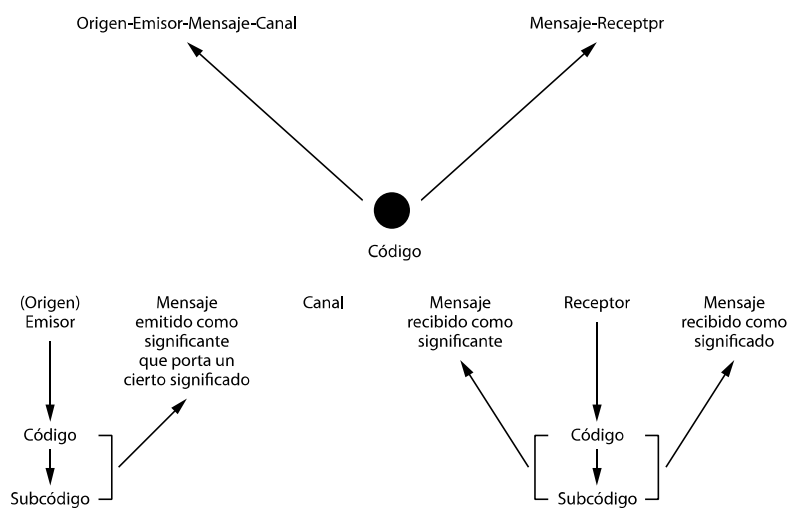 Origen-Emisor-Mensaje-Canal
Mensaje-Receptpr
Código
(Origen)
Emisor
Mensaje
emitido como
significante
que porta un
cierto significado
Canal
Mensaje
recibido como
significante
Receptor
Mensaje
recibido como
significado
Código
Subcódigo
Código
Subcódigo